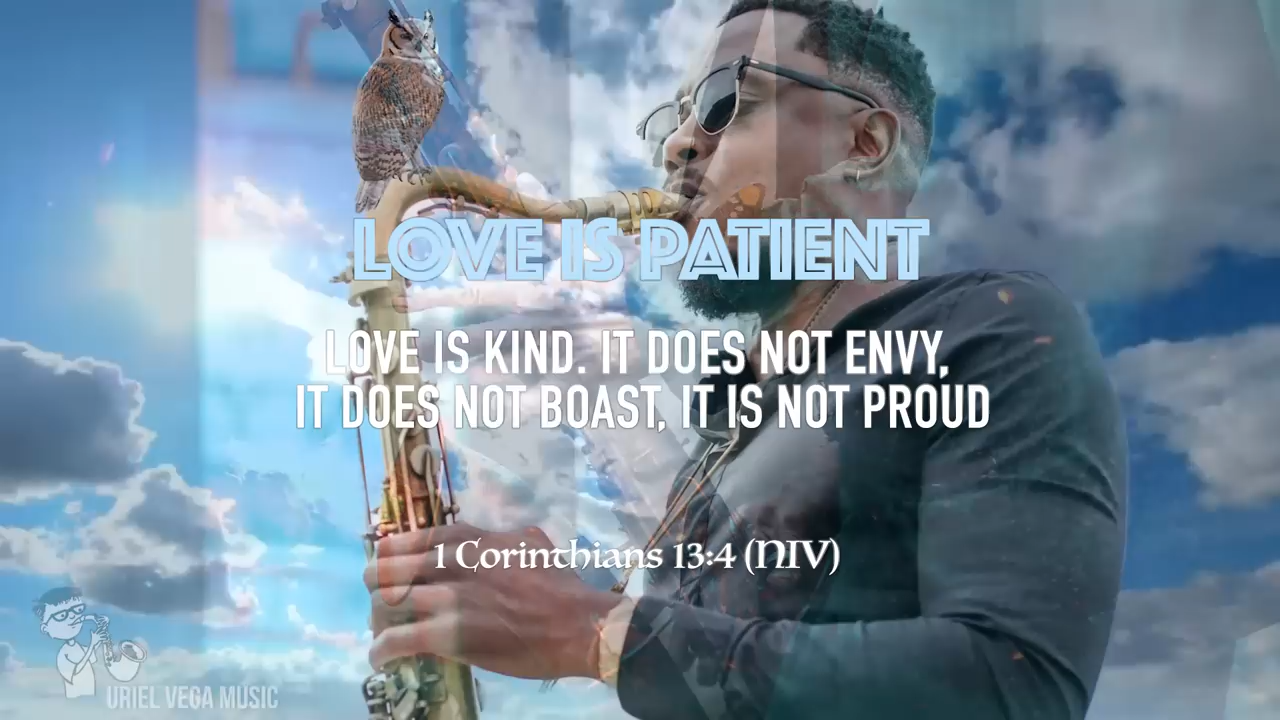 LOVE IS PATIENT
LOVE IS KIND. IT DOES NOT ENVY,
IT DOES NOT BOAST, IT IS NOT PROUD
1 Corinthians 13:4 (NIV)
URIEL VEGA MUSIC